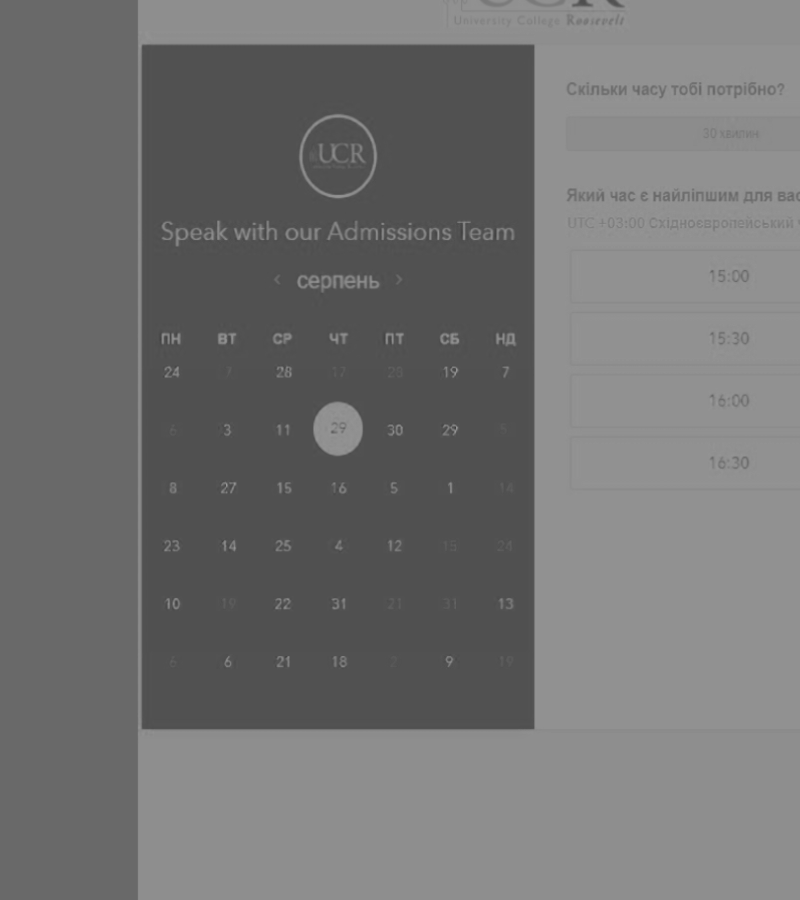 UCR
University College Roosevelt
UCR
Speak with our Admissions Team
< серпень >
ПН ВТ СР ЧТ ПТ СБ НД
24 7 28 17 20 19 7
6 3 11 29 30 29
8 27 15 16 5 1 14
23 14 25 4 12 15 24
10 19 22 31 21 31 13
6 6 21 18 2 9 19
Скільки часу тобі потрібно?
30 хвилин
Який час є найліпшим для вас
UTC +03:00 Східноєвропейський
15:00
15:30
16:00
16:30